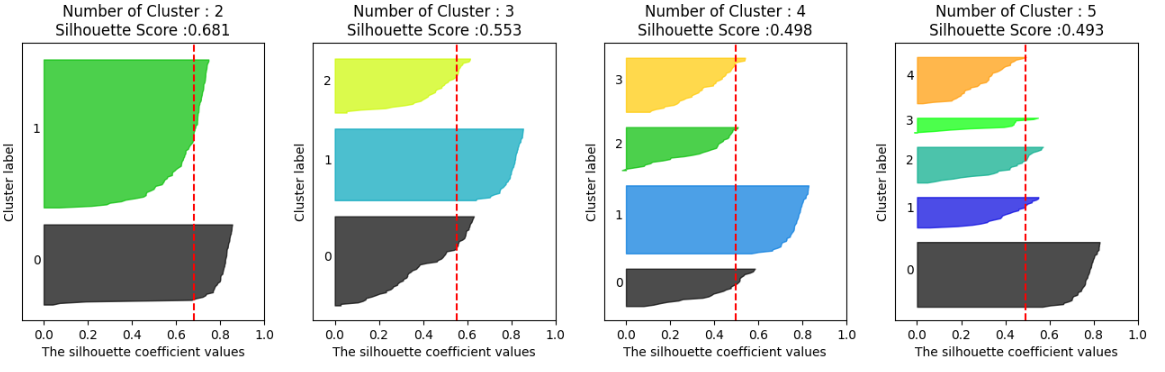 Number of Cluster : 2
Silhouette Score :0.681
Cluster label
1
0
0.0 0.2 0.4 0.6 0.8 1.0
The silhouette coefficient values
Number of Cluster : 3
Silhouette Score :0.553
Cluster label
2
1
0
0.0 0.2 0.4 0.6 0.8 1.0
The silhouette coefficient values
Number of Cluster : 4
Silhouette Score :0.498
Cluster label
3
2
1
0
0.0 0.2 0.4 0.6 0.8 1.0
The silhouette coefficient values
Number of Cluster : 5
Silhouette Score :0.493
Cluster label
4
3
2
1
0
0.0 0.2 0.4 0.6 0.8 1.0
The silhouette coefficient values